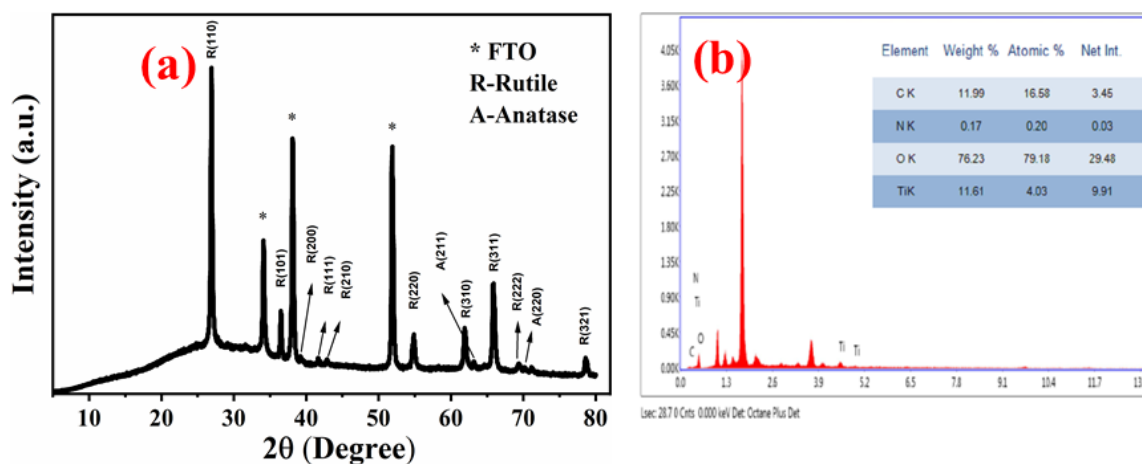 (a)
* FTO
R-Rutile
A-Anatase
R(110)
*
R(101)
*
R(200)
R(111)
R(210)
*
R(220)
A(211)
R(310)
R(311)
R(222)
A(220)
R(321)
Intensity (a.u.)
10 20 30 40 50 60 70 80
2θ (Degree)
(b)
Element Weight % Atomic % Net Int.
C K 11.99 16.58 3.45
N K 0.17 0.20 0.03
O K 76.23 79.18 29.48
TiK 11.61 4.03 9.91
4.05K
3.60K
3.15K
2.70K
2.25K
1.80K
1.35K
0.90K
0.45K
0.00K
N
Ti
O
C
Ti
Ti
0.0 1.3 2.6 3.9 5.2 6.5 7.8 9.1 10.4 11.7 13
Lsec: 28.7 0 Cnts 0.000 keV Det: Octane Plus Det